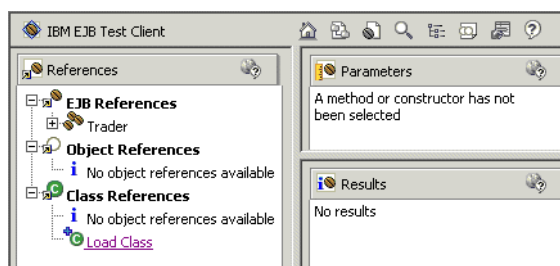 IBM EJB Test Client
References
EJB References
Trader
Object References
No object references available
Class References
No object references available
Load Class
Parameters
A method or constructor has not
been selected
Results
No results